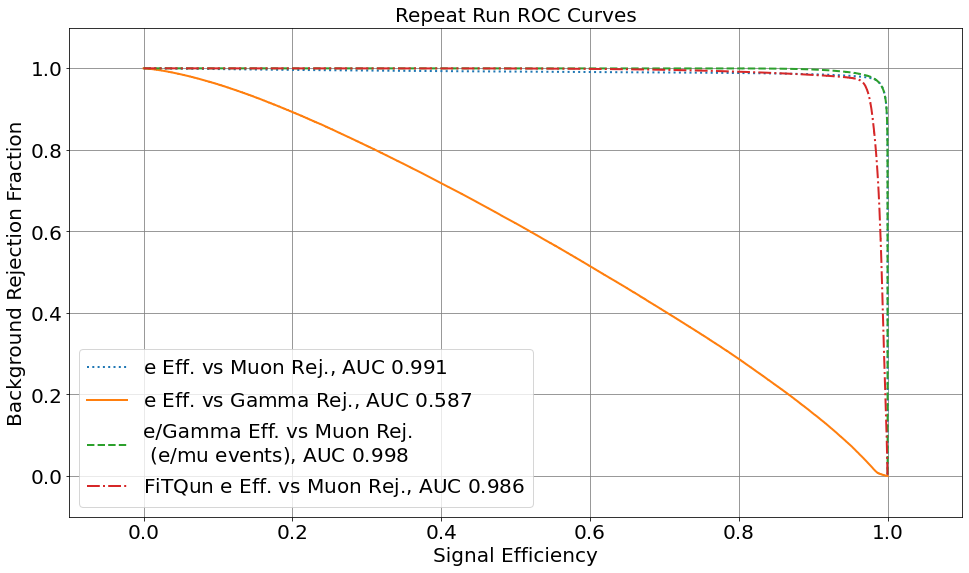 Repeat Run ROC Curves
Background Rejection Fraction
1.0
0.8
0.6
0.4
0.2
0.0
e Eff. vs Muon Rej., AUC 0.991
e Eff. vs Gamma Rej., AUC 0.587
e/Gamma Eff. vs Muon Rej.
(e/mu events), AUC 0.998
FiTQun e Eff. vs Muon Rej., AUC 0.986
0.0 0.2 0.4 0.6 0.8 1.0
Signal Efficiency